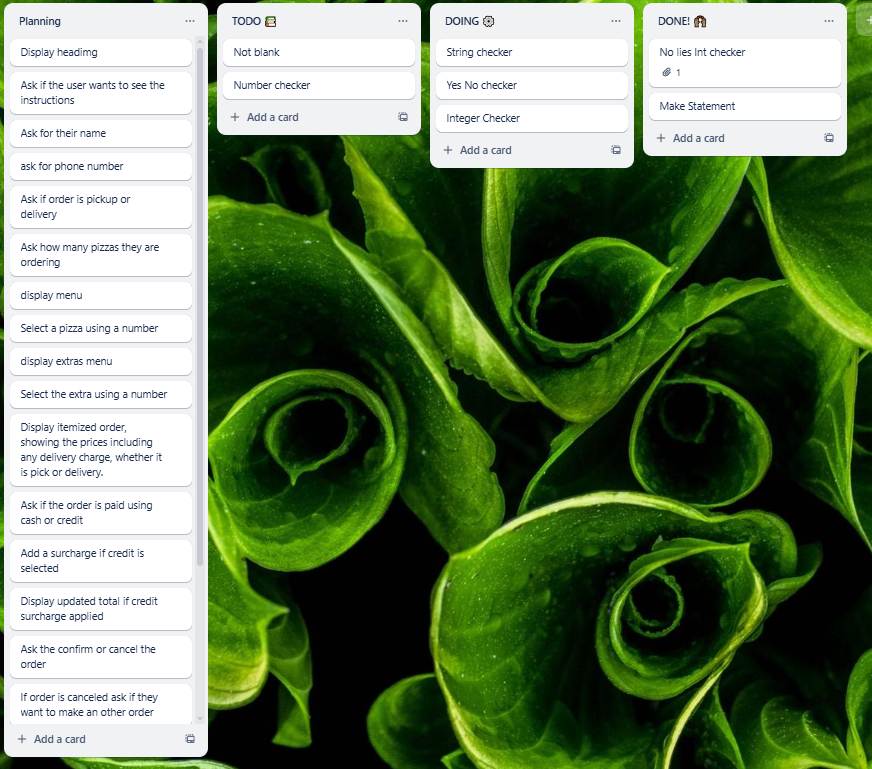 Planning
Display headimg
Ask if the user wants to see the
instructions
Ask for their name
ask for phone number
Ask if order is pickup or
delivery
Ask how many pizzas they are
ordering
display menu
Select a pizza using a number
display extras menu
Select the extra using a number
Display itemized order,
showing the prices including
any delivery charge, whether it
is pick or delivery.
Ask if the order is paid using
cash or credit
Add a surcharge if credit is
selected
Display updated total if credit
surcharge applied
Ask the confirm or cancel the
order
If order is canceled ask if they
want to make an other order
Add a card
TODO
Not blank
Number checker
Add a card
DOING
String checker
Yes No checker
Integer Checker
Add a card
DONE!
No lies Int checker
1
Make Statement
Add a card